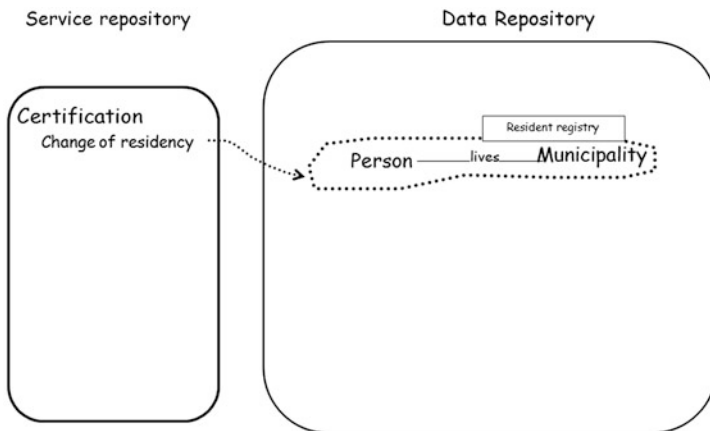 Service repository
Data Repository
Certification
Change of residency
Resident registry
Person lives Municipality